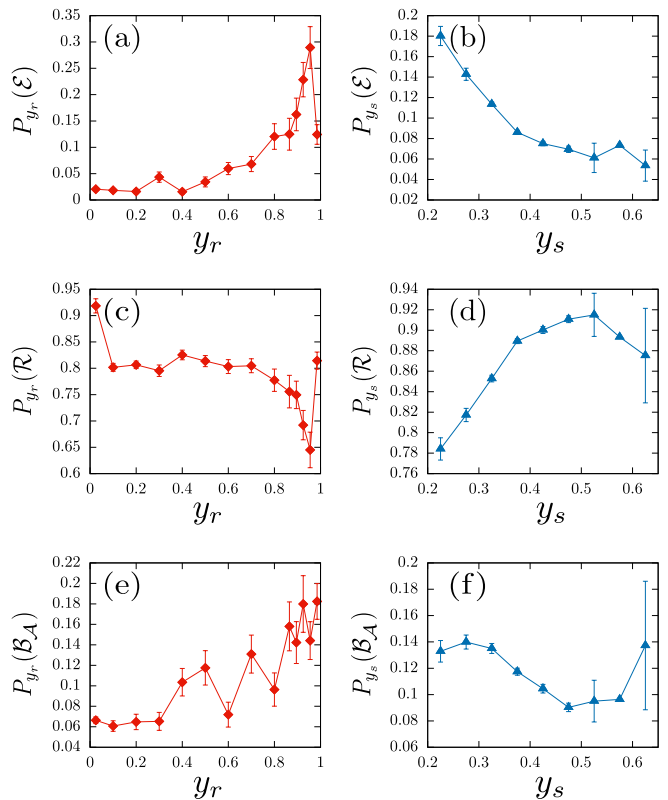 (a)
P_{y_r}(ℰ)
0.35
0.3
0.25
0.2
0.15
0.1
0.05
0
0 0.2 0.4 0.6 0.8 1
y_r
(b)
P_{y_s}(ℰ)
0.2
0.18
0.16
0.14
0.12
0.1
0.08
0.06
0.04
0.02
0.2 0.3 0.4 0.5 0.6
y_s
(c)
P_{y_r}(ℛ)
0.95
0.9
0.85
0.8
0.75
0.7
0.65
0.6
0 0.2 0.4 0.6 0.8 1
y_r
(d)
P_{y_s}(ℛ)
0.94
0.92
0.9
0.88
0.86
0.84
0.82
0.8
0.78
0.76
0.2 0.3 0.4 0.5 0.6
y_s
(e)
P_{y_r}(ℬ_𝒜)
0.22
0.2
0.18
0.16
0.14
0.12
0.1
0.08
0.06
0.04
0 0.2 0.4 0.6 0.8 1
y_r
(f)
P_{y_s}(ℬ_𝒜)
0.2
0.18
0.16
0.14
0.12
0.1
0.08
0.06
0.2 0.3 0.4 0.5 0.6
y_s